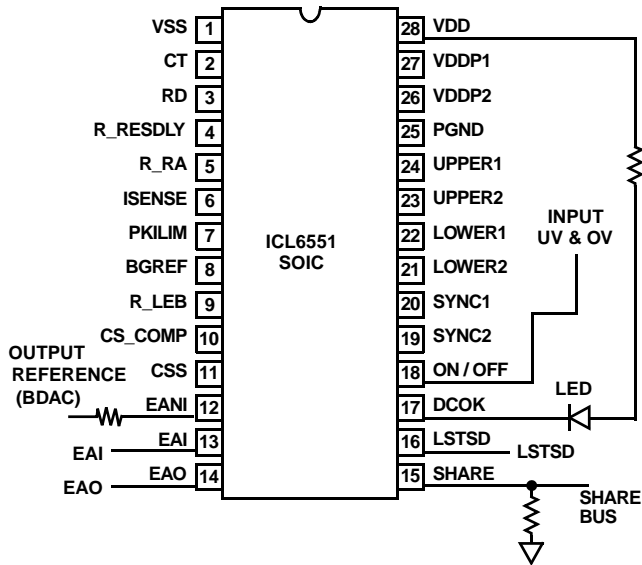 VSS 1
CT 2
RD 3
R_RESDLY 4
R_RA 5
ISENSE 6
PKILIM 7
BGREF 8
R_LEB 9
CS_COMP 10
CSS 11
EANI 12
EAI 13
EAO 14
OUTPUT
REFERENCE
(BDAC)
EAI
EAO
ICL6551
SOIC
28 VDD
27 VDDP1
26 VDDP2
25 PGND
24 UPPER1
23 UPPER2
22 LOWER1
21 LOWER2
20 SYNC1
19 SYNC2
18 ON / OFF
17 DCOK
16 LSTSD
15 SHARE
INPUT
UV & OV
LED
LSTSD
SHARE
BUS